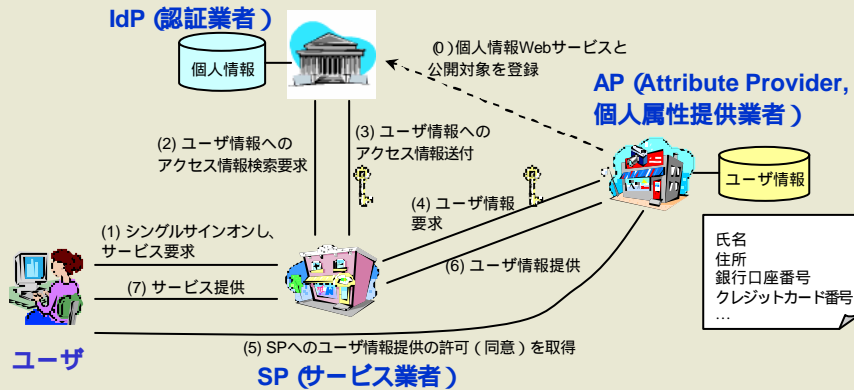 IdP (認証業者)
個人情報
(0)個人情報Webサービスと
公開対象を登録
AP (Attribute Provider,
個人属性提供業者)
(2) ユーザ情報への
アクセス情報検索要求
(3) ユーザ情報への
アクセス情報送付
ユーザ情報
(4) ユーザ情報
要求
(1) シングルサインオンし、
サービス要求
(6) ユーザ情報提供
(7) サービス提供
氏名
住所
銀行口座番号
クレジットカード番号
…
ユーザ
(5) SPへのユーザ情報提供の許可(同意)を取得
SP (サービス業者)